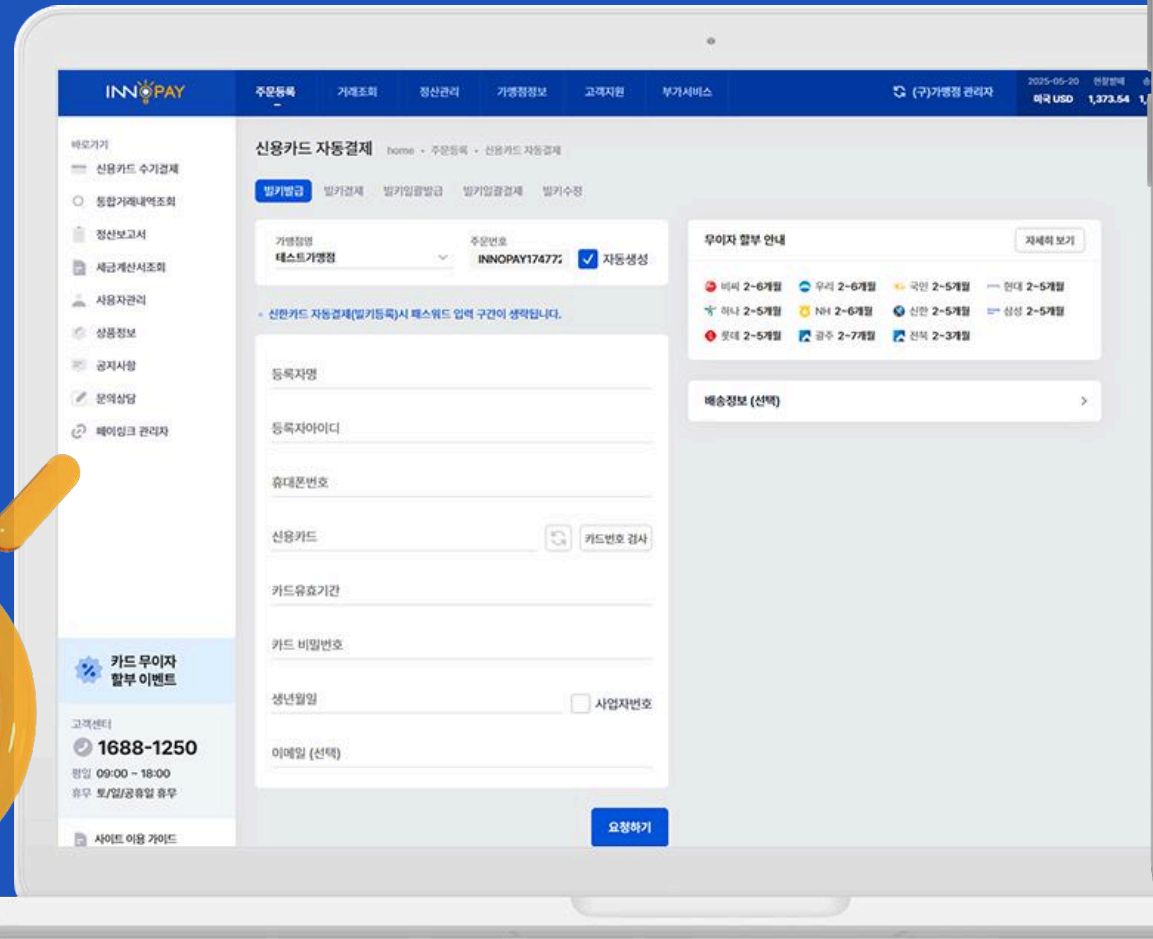 INNOPAY
주문등록 거래조회 정산관리 가맹점정보 고객지원 부가서비스
(구)가맹점 관리자
2025-05-20 현찰팔때
미국 USD 1,373.54
바로가기
신용카드 수기결제
통합거래내역조회
정산보고서
세금계산서조회
사용자관리
상품정보
공지사항
문의상담
페이링크 관리자
카드 무이자
할부 이벤트
고객센터
1688-1250
평일 09:00 ~ 18:00
휴무 토/일/공휴일 휴무
사이트 이용 가이드
신용카드 자동결제 home • 주문등록 • 신용카드 자동결제
빌키발급 빌키결제 빌키일괄발급 빌키일괄결제 빌키수정
가맹점명 주문번호
테스트가맹점 INNOPAY174772 자동생성
신한카드 자동결제(빌키등록)시 패스워드 입력 구간이 생략됩니다.
등록자명
등록자아이디
휴대폰번호
신용카드 카드번호 검사
카드유효기간
카드 비밀번호
생년월일 사업자번호
이메일 (선택)
요청하기
무이자 할부 안내 자세히 보기
비씨 2~6개월 우리 2~6개월 국민 2~5개월 현대 2~5개월
하나 2~5개월 NH 2~6개월 신한 2~5개월 삼성 2~5개월
롯데 2~5개월 광주 2~7개월 전북 2~3개월
배송정보 (선택)